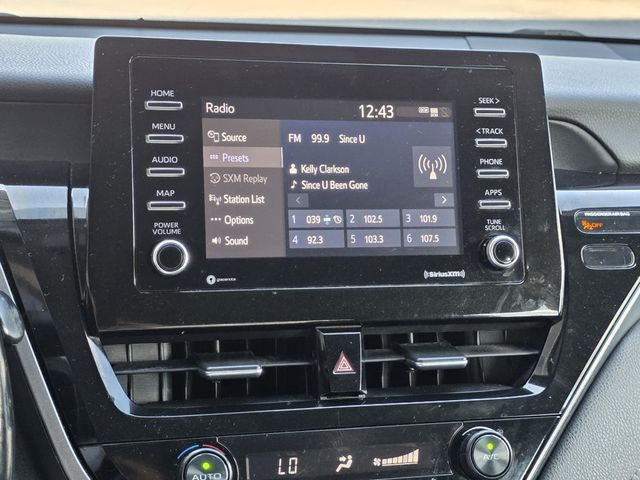 HOME
MENU
AUDIO
MAP
POWER
VOLUME
Radio 12:43
Source
Presets
SXM Replay
Station List
Options
Sound
FM 99.9 Since U
Kelly Clarkson
Since U Been Gone
< >
1 039 2 102.5 3 101.9
4 92.3 5 103.3 6 107.5
SEEK >
< TRACK
PHONE
APPS
TUNE
SCROLL
gracenote
((SiriusXM))
PASSENGER AIRBAG
OFF
AUTO
LO
A/C